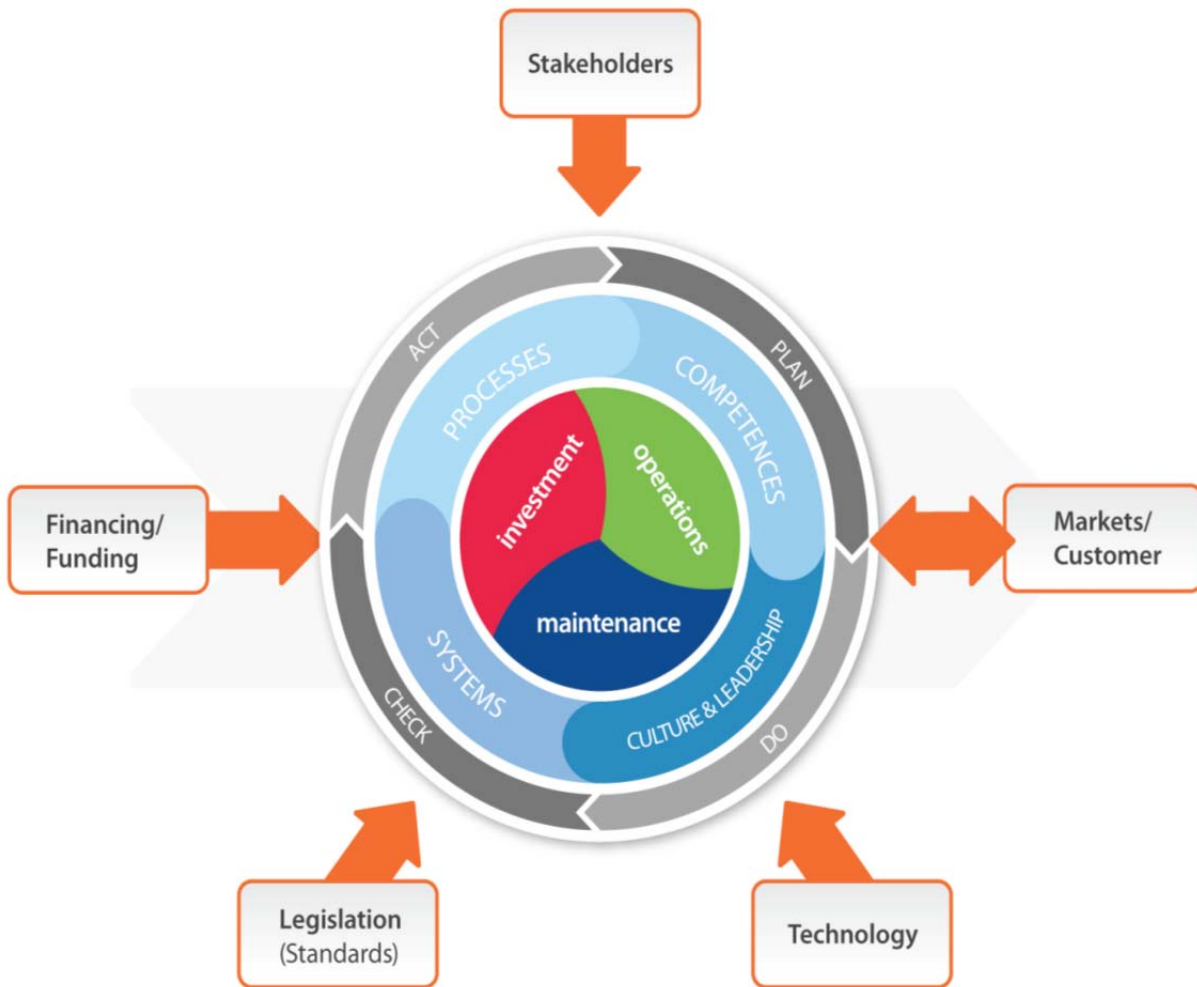 Stakeholders
ACT
PLAN
PROCESSES
COMPETENCES
investment
operations
Financing/
Funding
Markets/
Customer
maintenance
SYSTEMS
CULTURE & LEADERSHIP
CHECK
DO
Legislation
(Standards)
Technology